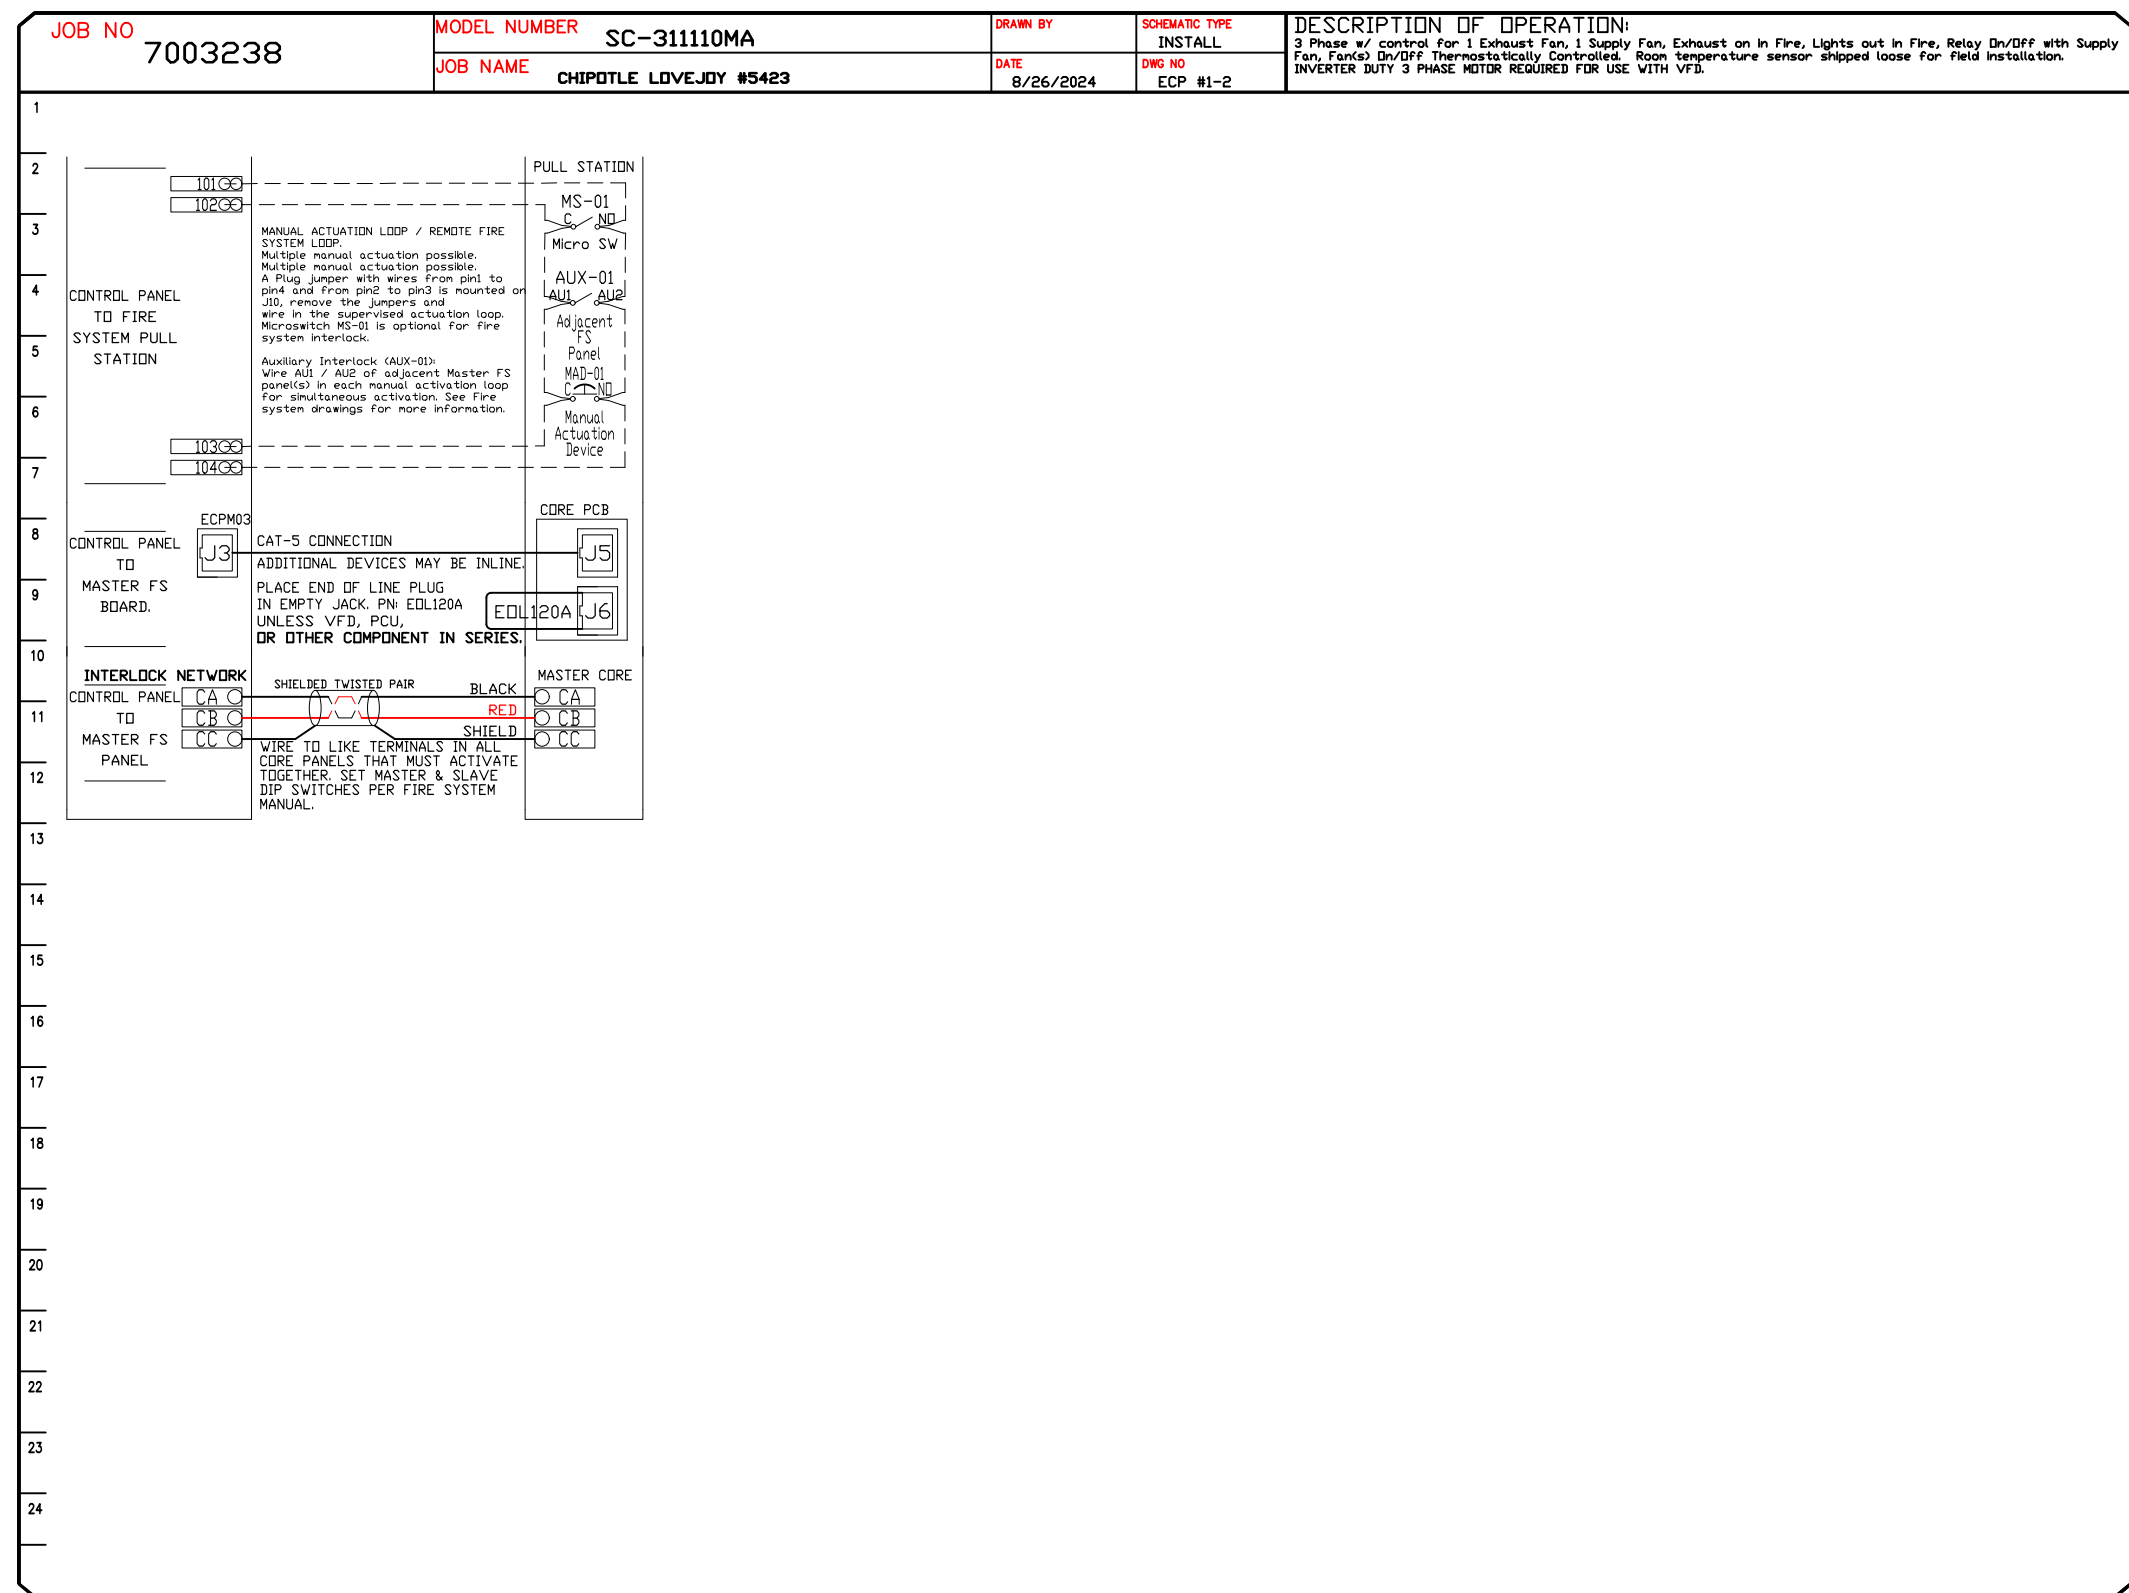 JOB NO
7003238
MODEL NUMBER
SC-311110MA
JOB NAME
CHIPOTLE LOVEJOY #5423
DRAWN BY
DATE
8/26/2024
SCHEMATIC TYPE
INSTALL
DWG NO
ECP #1-2
DESCRIPTION OF OPERATION:
3 Phase w/ control for 1 Exhaust Fan, 1 Supply Fan, Exhaust on in Fire, Lights out in Fire, Relay On/Off with Supply
Fan, Fan(s) On/Off Thermostatically Controlled. Room temperature sensor shipped loose for field installation.
INVERTER DUTY 3 PHASE MOTOR REQUIRED FOR USE WITH VFD.
1
2
3
4
5
6
7
8
9
10
11
12
13
14
15
16
17
18
19
20
21
22
23
24
CONTROL PANEL
TO FIRE
SYSTEM PULL
STATION
101
102
103
104
MANUAL ACTUATION LOOP / REMOTE FIRE
SYSTEM LOOP.
Multiple manual actuation possible.
Multiple manual actuation possible.
A Plug jumper with wires from pin1 to
pin4 and from pin2 to pin3 is mounted on
J10, remove the jumpers and
wire in the supervised actuation loop.
Microswitch MS-01 is optional for fire
system interlock.
Auxiliary Interlock (AUX-01):
Wire AU1 / AU2 of adjacent Master FS
panel(s) in each manual activation loop
for simultaneous activation. See Fire
system drawings for more information.
PULL STATION
MS-01
C NO
Micro SW
AUX-01
AU1 AU2
Adjacent
FS
Panel
MAD-01
C NO
Manual
Actuation
Device
CONTROL PANEL
TO
MASTER FS
BOARD.
ECPM03
J3
CAT-5 CONNECTION
ADDITIONAL DEVICES MAY BE INLINE.
PLACE END OF LINE PLUG
IN EMPTY JACK. PN: EOL120A
UNLESS VFD, PCU,
OR OTHER COMPONENT IN SERIES.
CORE PCB
J5
EOL120A
J6
INTERLOCK NETWORK
CONTROL PANEL
TO
MASTER FS
PANEL
CA
CB
CC
SHIELDED TWISTED PAIR
BLACK
RED
SHIELD
MASTER CORE
CA
CB
CC
WIRE TO LIKE TERMINALS IN ALL
CORE PANELS THAT MUST ACTIVATE
TOGETHER. SET MASTER & SLAVE
DIP SWITCHES PER FIRE SYSTEM
MANUAL.